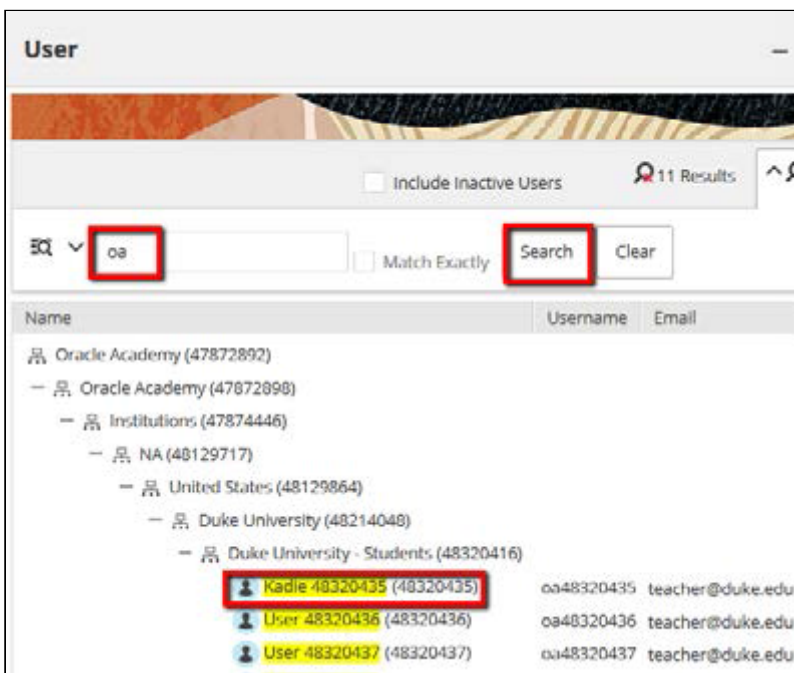 User
Include Inactive Users 11 Results
oa Match Exactly Search Clear
Name Username Email
Oracle Academy (47872892)
Oracle Academy (47872898)
Institutions (47874446)
NA (48129717)
United States (48129864)
Duke University (48214048)
Duke University - Students (48320416)
Kadie 48320435 (48320435) oa48320435 teacher@duke.edu
User 48320436 (48320436) oa48320436 teacher@duke.edu
User 48320437 (48320437) oa48320437 teacher@duke.edu